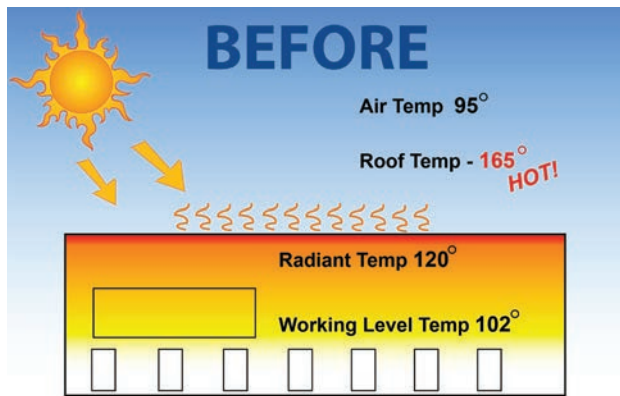 BEFORE
Air Temp 95°
Roof Temp - 165°
HOT!
Radiant Temp 120°
Working Level Temp 102°